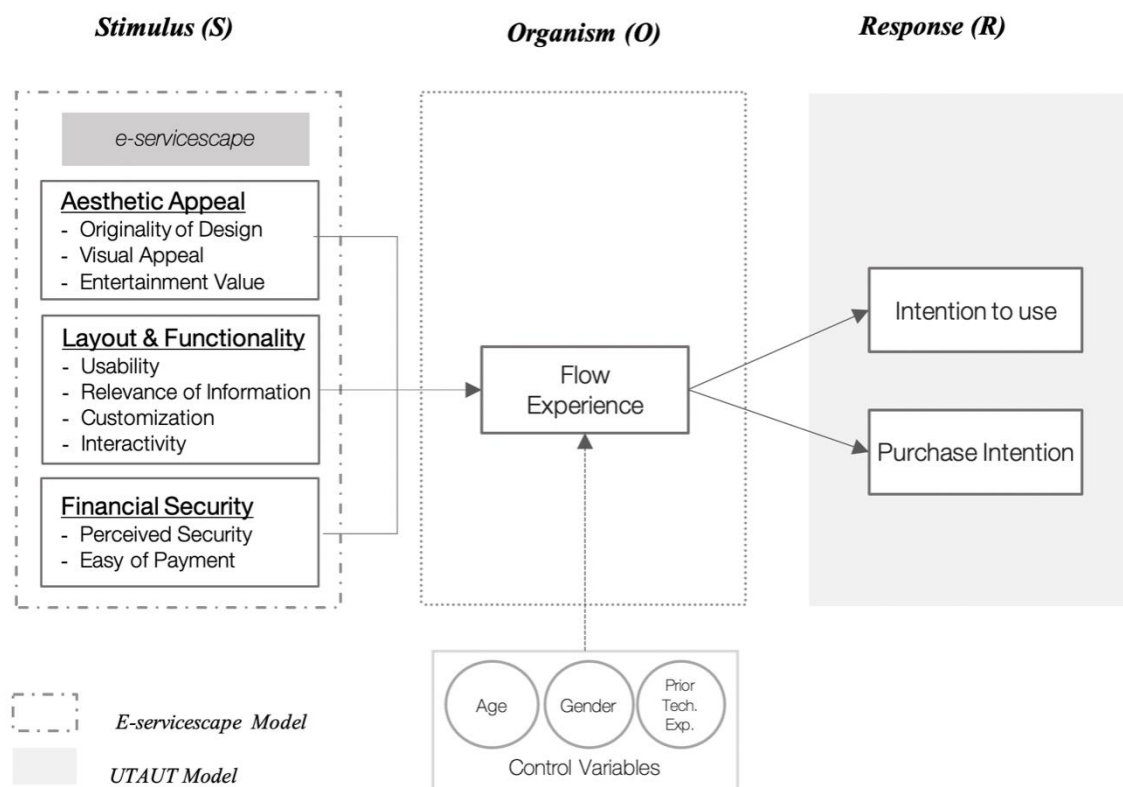 Stimulus (S)
Organism (O)
Response (R)
e-servicescape
Aesthetic Appeal
- Originality of Design
- Visual Appeal
- Entertainment Value
Layout & Functionality
- Usability
- Relevance of Information
- Customization
- Interactivity
Financial Security
- Perceived Security
- Easy of Payment
Flow
Experience
Intention to use
Purchase Intention
Age
Gender
Prior
Tech.
Exp.
Control Variables
E-servicescape Model
UTAUT Model